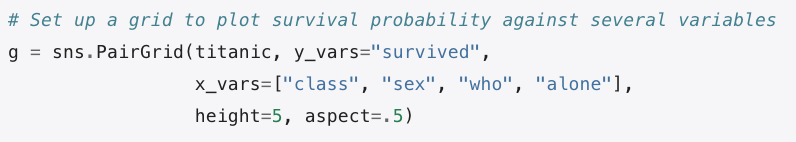 # Set up a grid to plot survival probability against several variables
g = sns.PairGrid(titanic, y_vars="survived",
                 x_vars=["class", "sex", "who", "alone"],
                 height=5, aspect=.5)